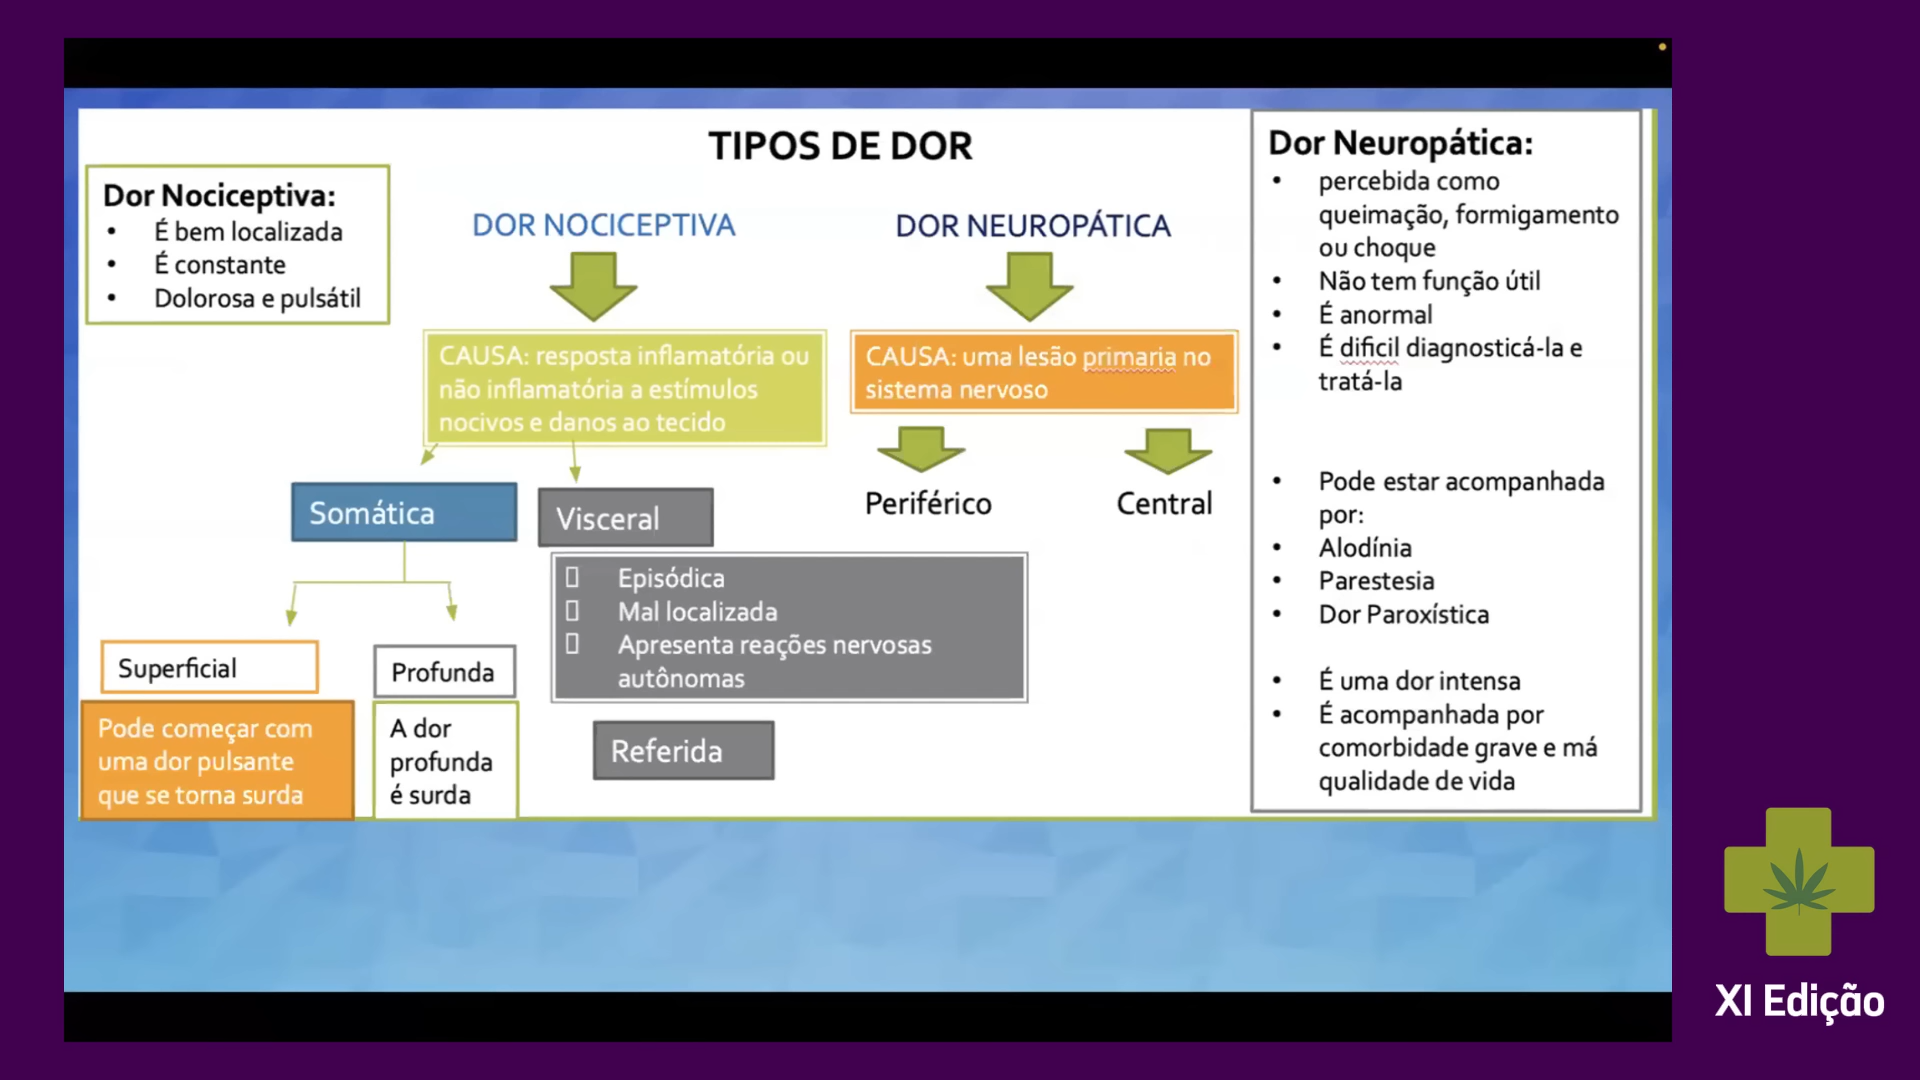 TIPOS DE DOR
Dor Nociceptiva:
• É bem localizada
• É constante
• Dolorosa e pulsátil
DOR NOCICEPTIVA
CAUSA: resposta inflamatória ou
não inflamatória a estímulos
nocivos e danos ao tecido
Somática
Visceral
Superficial
Pode começar com
uma dor pulsante
que se torna surda
Profunda
A dor
profunda
é surda
Episódica
Mal localizada
Apresenta reações nervosas
autônomas
Referida
DOR NEUROPÁTICA
CAUSA: uma lesão primaria no
sistema nervoso
Periférico
Central
Dor Neuropática:
• percebida como
queimação, formigamento
ou choque
• Não tem função útil
• É anormal
• É dificil diagnosticá-la e
tratá-la
• Pode estar acompanhada
por:
• Alodínia
• Parestesia
• Dor Paroxística
• É uma dor intensa
• É acompanhada por
comorbidade grave e má
qualidade de vida
XI Edição